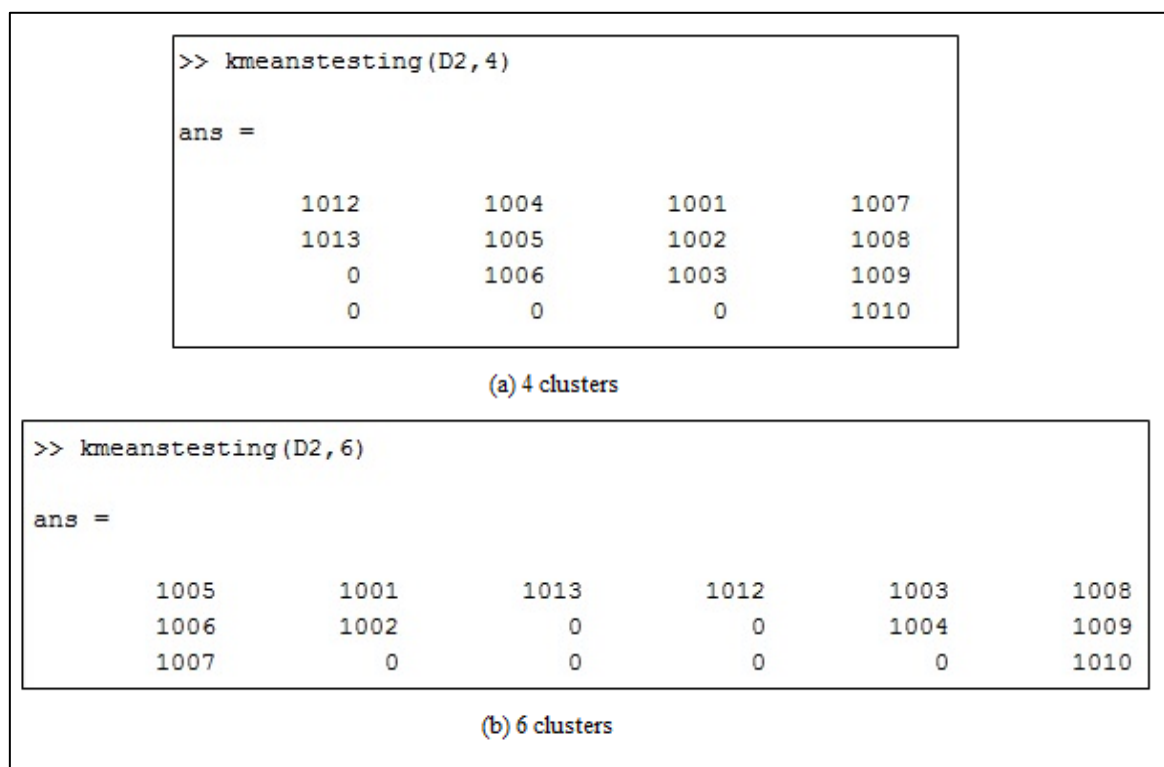 >> kmeanstesting(D2,4)
ans =
1012 1004 1001 1007
1013 1005 1002 1008
0 1006 1003 1009
0 0 0 1010
(a) 4 clusters
>> kmeanstesting(D2,6)
ans =
1005 1001 1013 1012 1003 1008
1006 1002 0 0 1004 1009
1007 0 0 0 0 1010
(b) 6 clusters